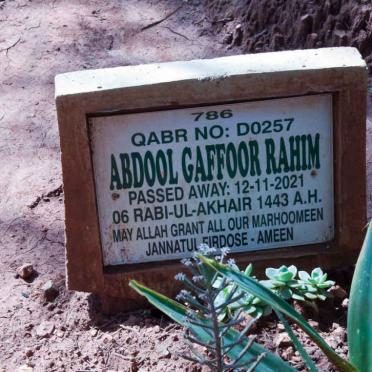 786
QABR NO: D0257
ABDOOL GAFFOOR RAHIM
PASSED AWAY: 12-11-2021
06 RABI-UL-AKHAIR 1443 A.H.
MAY ALLAH GRANT ALL OUR MARHOOMEEN
JANNATUL FIRDOSE - AMEEN